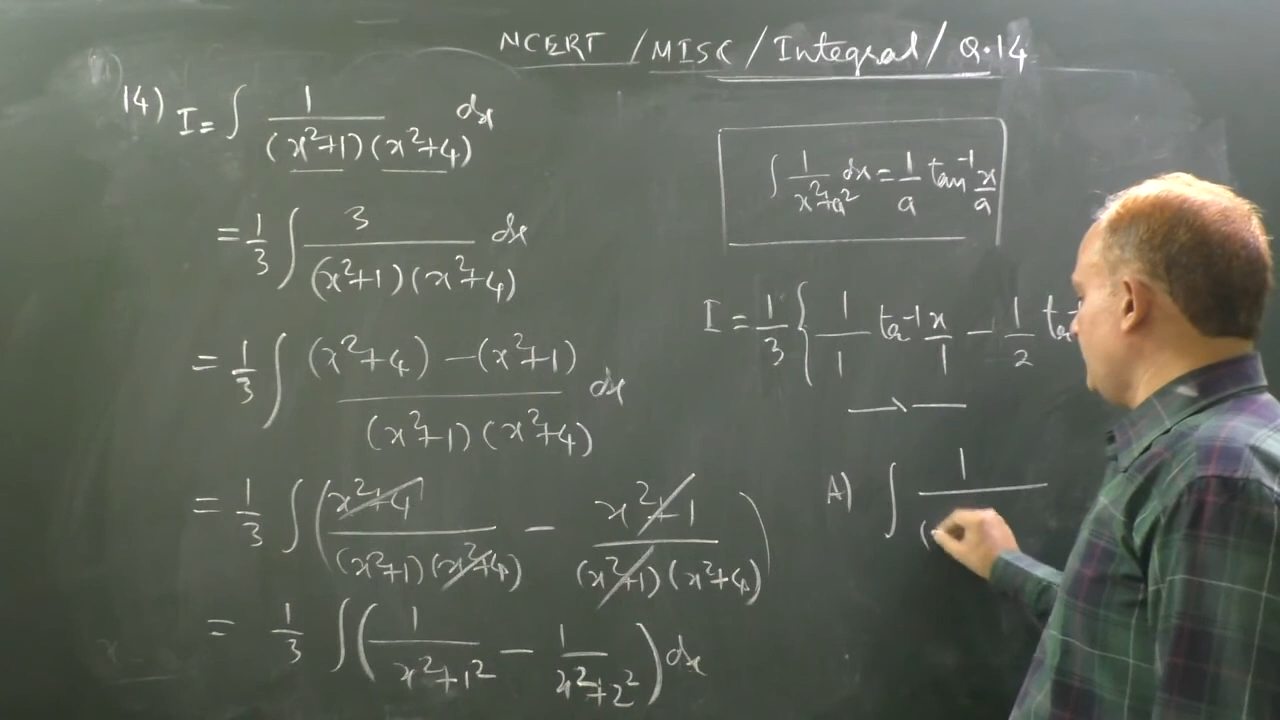 NCERT / MISC / Integral / Q.14
14) I = ∫ 1/((x²+1)(x²+4)) dx
= 1/3 ∫ 3/((x²+1)(x²+4)) dx
= 1/3 ∫ ((x²+4) - (x²+1))/((x²+1)(x²+4)) dx
= 1/3 ∫ ( (x²+4)/((x²+1)(x²+4)) - (x²+1)/((x²+1)(x²+4)) )
= 1/3 ∫ ( 1/(x²+1²) - 1/(x²+2²) ) dx
∫ 1/(x²+a²) dx = 1/a tan⁻¹ x/a
I = 1/3 { 1/1 ta⁻¹ x/1 - 1/2 ta
A) ∫ 1/(